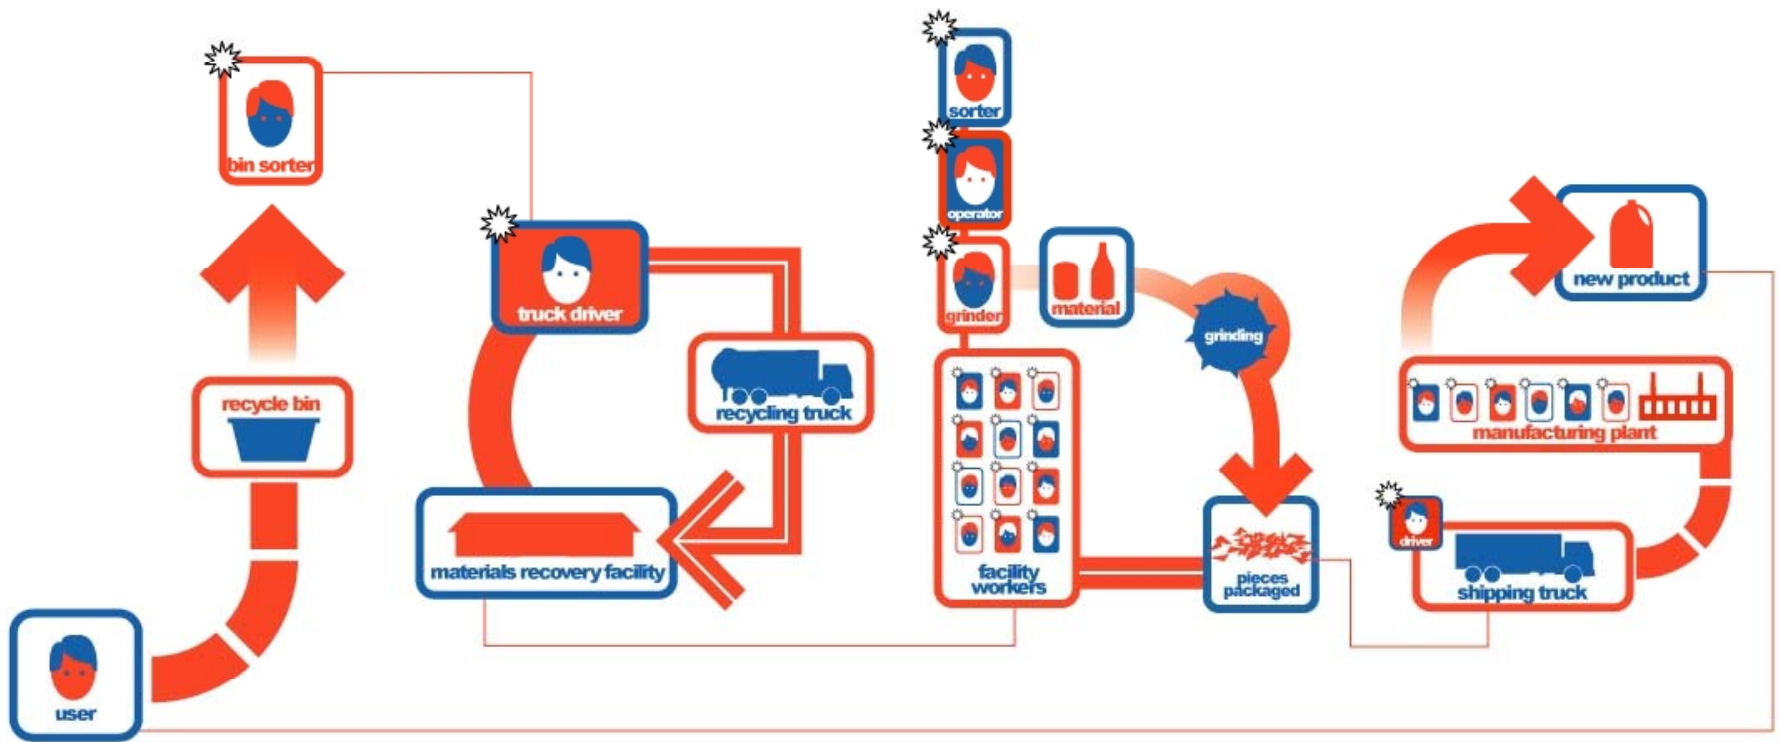 bin sorter
recycle bin
user
truck driver
recycling truck
materials recovery facility
sorter
operator
grinder
material
grinding
facility
workers
pieces
packaged
new product
manufacturing plant
driver
shipping truck